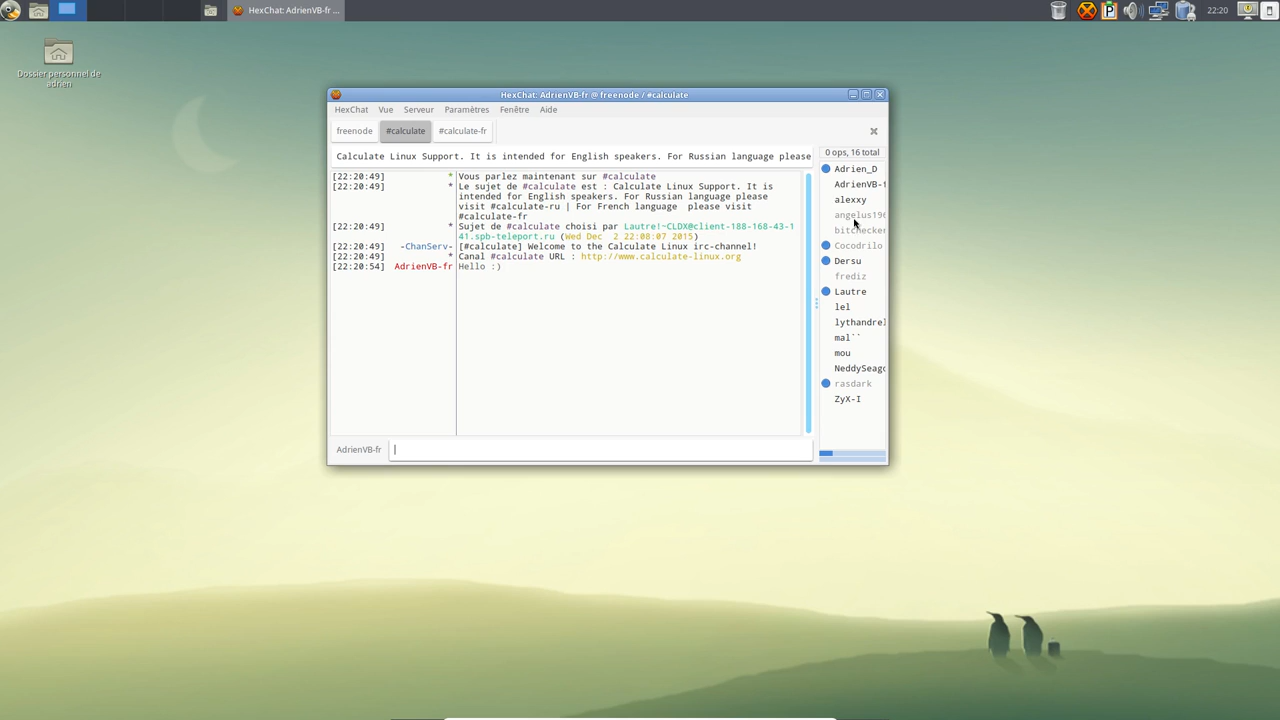 HexChat: AdrienVB-fr ...
22:20
Dossier personnel de
adrien
HexChat: AdrienVB-fr @ freenode / #calculate
HexChat Vue Serveur Paramètres Fenêtre Aide
freenode #calculate #calculate-fr
Calculate Linux Support. It is intended for English speakers. For Russian language please
[22:20:49] * Vous parlez maintenant sur #calculate
[22:20:49] * Le sujet de #calculate est : Calculate Linux Support. It is
intended for English speakers. For Russian language please
visit #calculate-ru | For French language please visit
#calculate-fr
[22:20:49] * Sujet de #calculate choisi par Lautre!~CLDX@client-188-168-43-1
41.spb-teleport.ru (Wed Dec 2 22:08:07 2015)
[22:20:49] -ChanServ- [#calculate] Welcome to the Calculate Linux irc-channel!
[22:20:49] * Canal #calculate URL : http://www.calculate-linux.org
[22:20:54] AdrienVB-fr Hello :)
AdrienVB-fr
0 ops, 16 total
Adrien_D
AdrienVB-f
alexxy
angelus196
bitchecker
Cocodrilo
Dersu
frediz
Lautre
lel
lythandrel
mal``
mou
NeddySeago
rasdark
ZyX-I